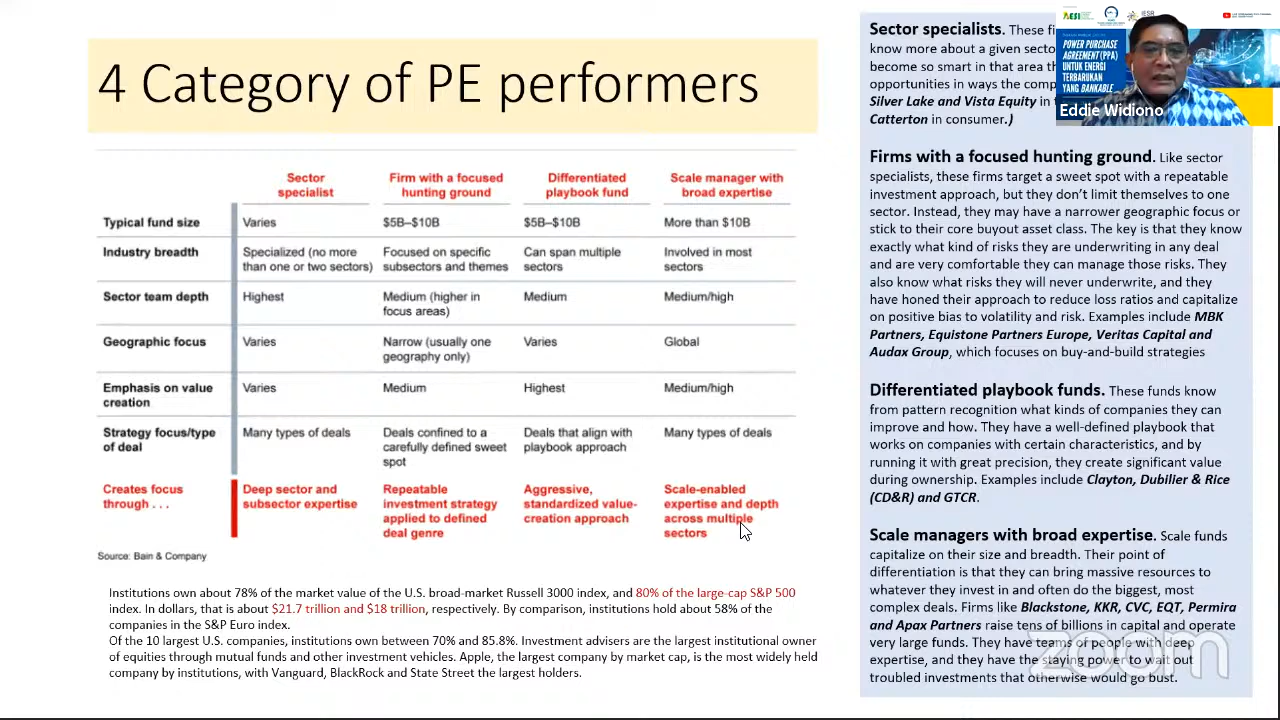 4 Category of PE performers
Sector specialist
Firm with a focused hunting ground
Differentiated playbook fund
Scale manager with broad expertise
Typical fund size
Varies
$5B–$10B
$5B–$10B
More than $10B
Industry breadth
Specialized (no more than one or two sectors)
Focused on specific subsectors and themes
Can span multiple sectors
Involved in most sectors
Sector team depth
Highest
Medium (higher in focus areas)
Medium
Medium/high
Geographic focus
Varies
Narrow (usually one geography only)
Varies
Global
Emphasis on value creation
Varies
Medium
Highest
Medium/high
Strategy focus/type of deal
Many types of deals
Deals confined to a carefully defined sweet spot
Deals that align with playbook approach
Many types of deals
Creates focus through . . .
Deep sector and subsector expertise
Repeatable investment strategy applied to defined deal genre
Aggressive, standardized value-creation approach
Scale-enabled expertise and depth across multiple sectors
Source: Bain & Company
Institutions own about 78% of the market value of the U.S. broad-market Russell 3000 index, and 80% of the large-cap S&P 500
index. In dollars, that is about $21.7 trillion and $18 trillion, respectively. By comparison, institutions hold about 58% of the
companies in the S&P Euro index.
Of the 10 largest U.S. companies, institutions own between 70% and 85.8%. Investment advisers are the largest institutional owner
of equities through mutual funds and other investment vehicles. Apple, the largest company by market cap, is the most widely held
company by institutions, with Vanguard, BlackRock and State Street the largest holders.
Sector specialists. These
know more about a given
become so smart in that area
opportunities in ways the
Silver Lake and Vista Equity in
Catterton in consumer.)
Firms with a focused hunting ground. Like sector
specialists, these firms target a sweet spot with a repeatable
investment approach, but they don't limit themselves to one
sector. Instead, they may have a narrower geographic focus or
stick to their core buyout asset class. The key is that they know
exactly what kind of risks they are underwriting in any deal
and are very comfortable they can manage those risks. They
also know what risks they will never underwrite, and they
have honed their approach to reduce loss ratios and capitalize
on positive bias to volatility and risk. Examples include MBK
Partners, Equistone Partners Europe, Veritas Capital and
Audax Group, which focuses on buy-and-build strategies
Differentiated playbook funds. These funds know
from pattern recognition what kinds of companies they can
improve and how. They have a well-defined playbook that
works on companies with certain characteristics, and by
running it with great precision, they create significant value
during ownership. Examples include Clayton, Dubilier & Rice
(CD&R) and GTCR.
Scale managers with broad expertise. Scale funds
capitalize on their size and breadth. Their point of
differentiation is that they can bring massive resources to
whatever they invest in and often do the biggest, most
complex deals. Firms like Blackstone, KKR, CVC, EQT, Permira
and Apax Partners raise tens of billions in capital and operate
very large funds. They have teams of people with deep
expertise, and they have the staying power to wait out
troubled investments that otherwise would go bust.
AESI
IESR
POWER PURCHASE
AGREEMENT (PPA)
UNTUK ENERGI
TERBARUKAN
YANG BANKABLE
Eddie Widiono
zoom